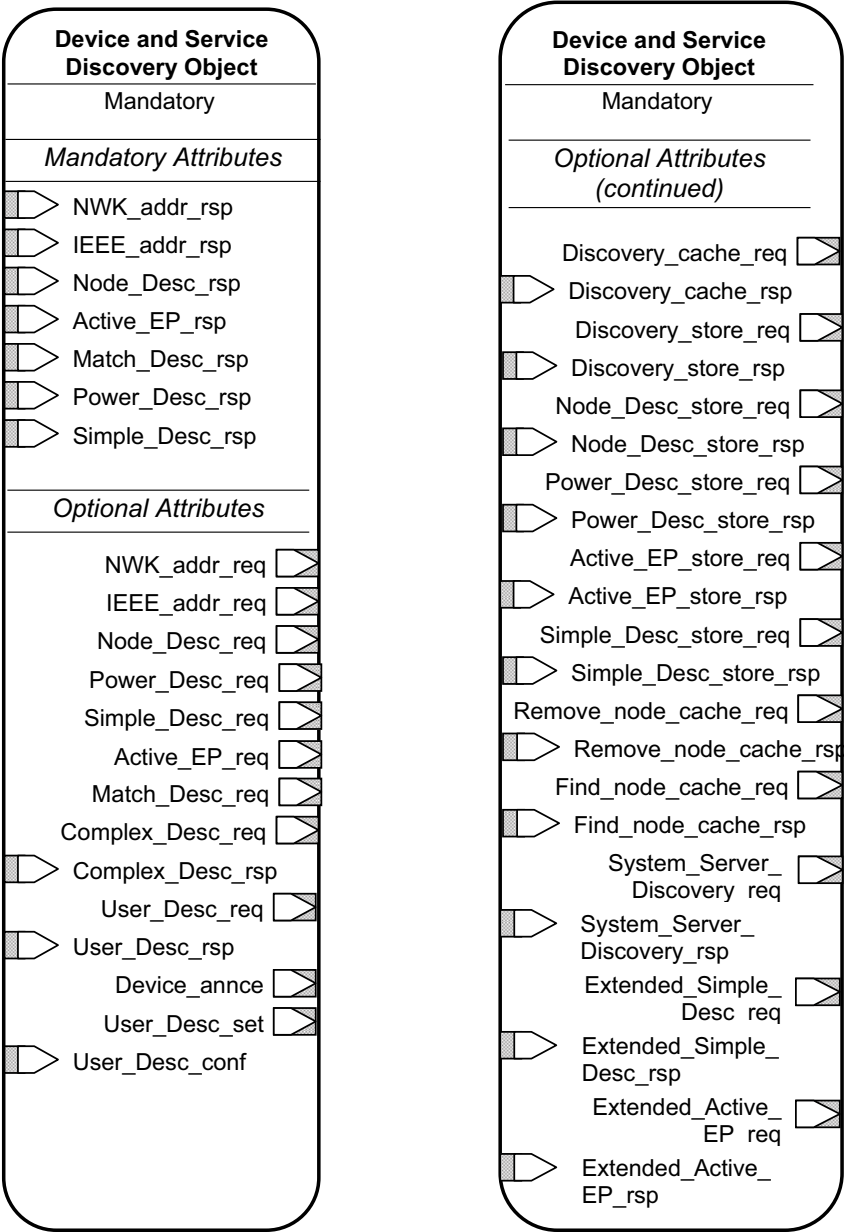 Device and Service
Discovery Object
Mandatory
Mandatory Attributes
NWK_addr_rsp
IEEE_addr_rsp
Node_Desc_rsp
Active_EP_rsp
Match_Desc_rsp
Power_Desc_rsp
Simple_Desc_rsp
Optional Attributes
NWK_addr_req
IEEE_addr_req
Node_Desc_req
Power_Desc_req
Simple_Desc_req
Active_EP_req
Match_Desc_req
Complex_Desc_req
Complex_Desc_rsp
User_Desc_req
User_Desc_rsp
Device_annce
User_Desc_set
User_Desc_conf
Device and Service
Discovery Object
Mandatory
Optional Attributes
(continued)
Discovery_cache_req
Discovery_cache_rsp
Discovery_store_req
Discovery_store_rsp
Node_Desc_store_req
Node_Desc_store_rsp
Power_Desc_store_req
Power_Desc_store_rsp
Active_EP_store_req
Active_EP_store_rsp
Simple_Desc_store_req
Simple_Desc_store_rsp
Remove_node_cache_req
Remove_node_cache_rsp
Find_node_cache_req
Find_node_cache_rsp
System_Server_
Discovery req
System_Server_
Discovery_rsp
Extended_Simple_
Desc req
Extended_Simple_
Desc_rsp
Extended_Active_
EP req
Extended_Active_
EP_rsp